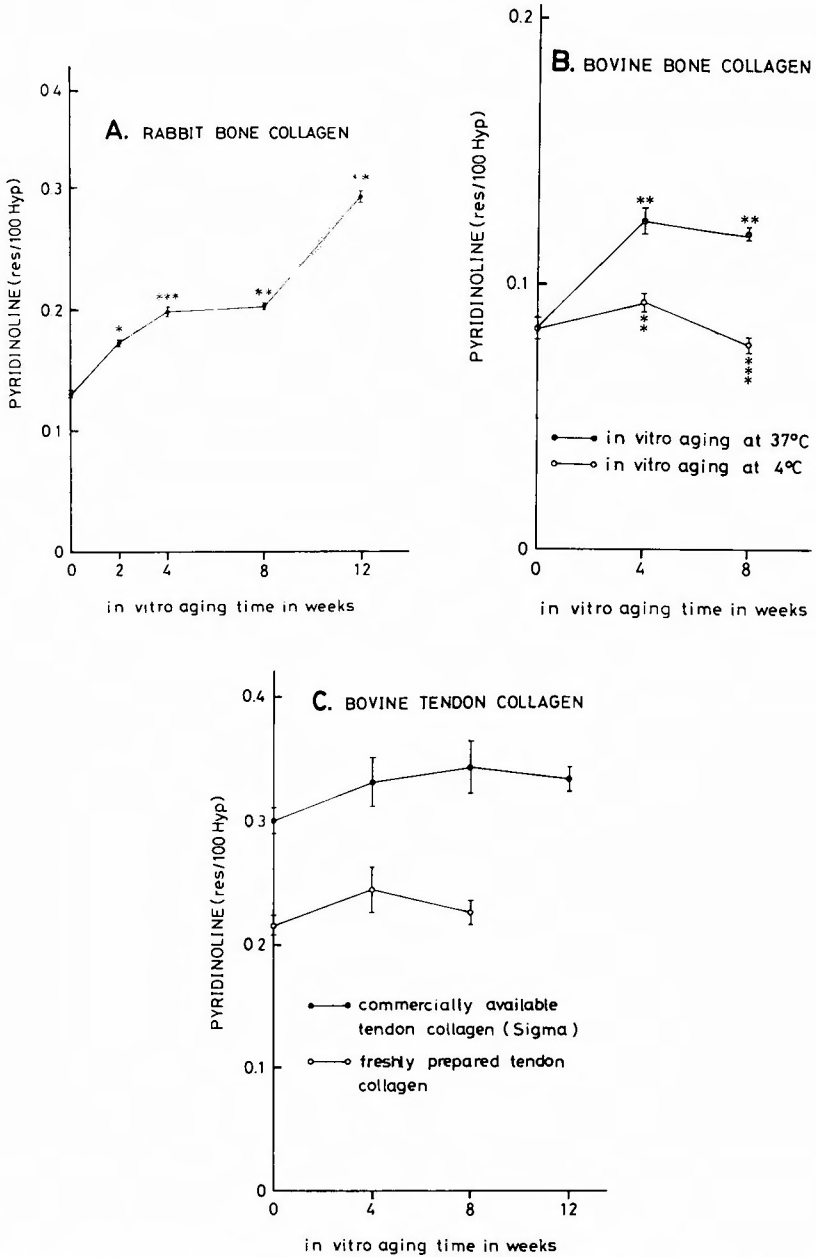 0.2
B. BOVINE BONE COLLAGEN
0 4
A. RABBIT BONE COLLAGEN
0.3
0.2
0 1
0
PYRIDINOLINE (res/100 Hyp)
* *
***
**
*
0 2 4 8 12
in vitro aging time in weeks
PYRIDINOLINE (res/100 Hyp)
0.1
0
**
**
**
***
in vitro aging at 37°C
in vitro aging at 4°C
0 4 8
in vitro aging time in weeks
0.4
C. BOVINE TENDON COLLAGEN
PYRIDINOLINE (res/100 Hyp)
0.3
0 2
0.1
0
commercially available
tendon collagen (Sigma)
freshly prepared tendon
collagen
0 4 8 12
in vitro aging time in weeks